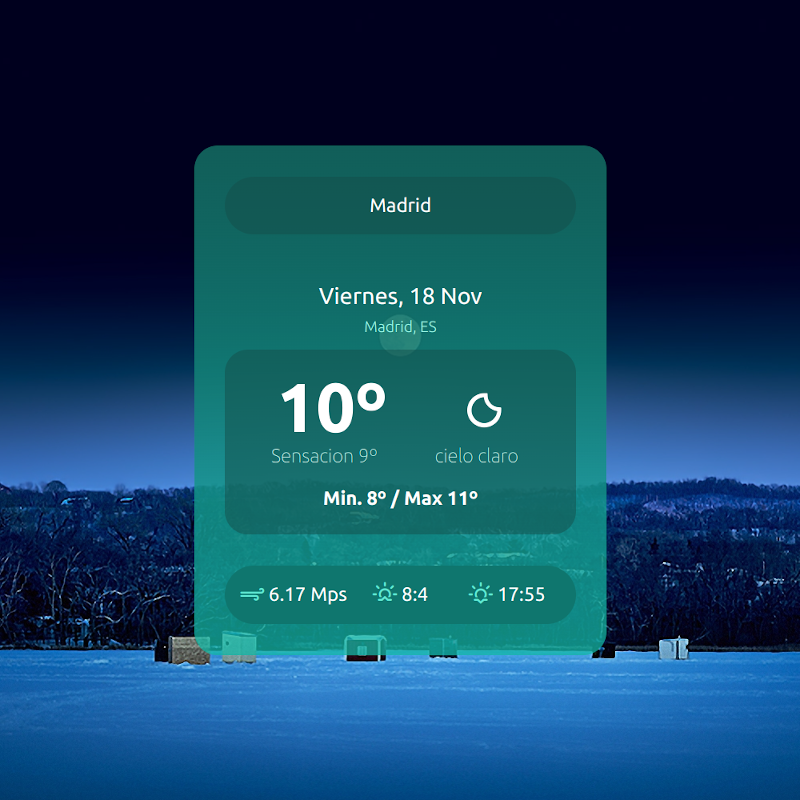 Madrid
Viernes, 18 Nov
Madrid, ES
10º
Sensacion 9º
cielo claro
Min. 8º / Max 11º
6.17 Mps 8:4 17:55